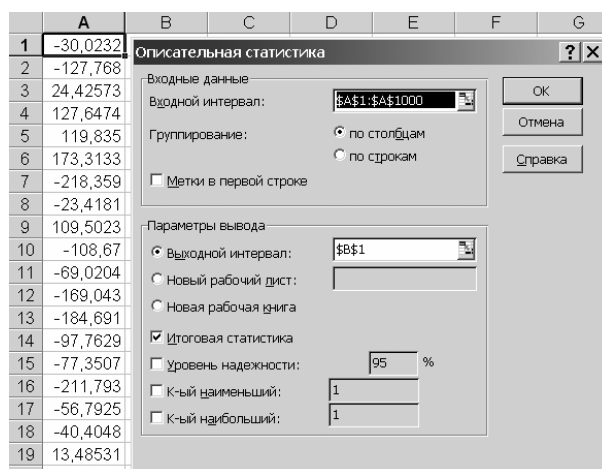 A B C D E F G
1 -30,0232
2 -127,768
3 24,42573
4 127,6474
5 119,835
6 173,3133
7 -218,359
8 -23,4181
9 109,5023
10 -108,67
11 -69,0204
12 -169,043
13 -184,691
14 -97,7629
15 -77,3507
16 -211,793
17 -56,7925
18 -40,4048
19 13,48531
Описательная статистика ? ×
Входные данные
Входной интервал: $A$1:$A$1000
Группирование: по столбцам
по строкам
Метки в первой строке
OK
Отмена
Справка
Параметры вывода
Выходной интервал: $B$1
Новый рабочий лист:
Новая рабочая книга
Итоговая статистика
Уровень надежности: 95 %
К-ый наименьший: 1
К-ый наибольший: 1